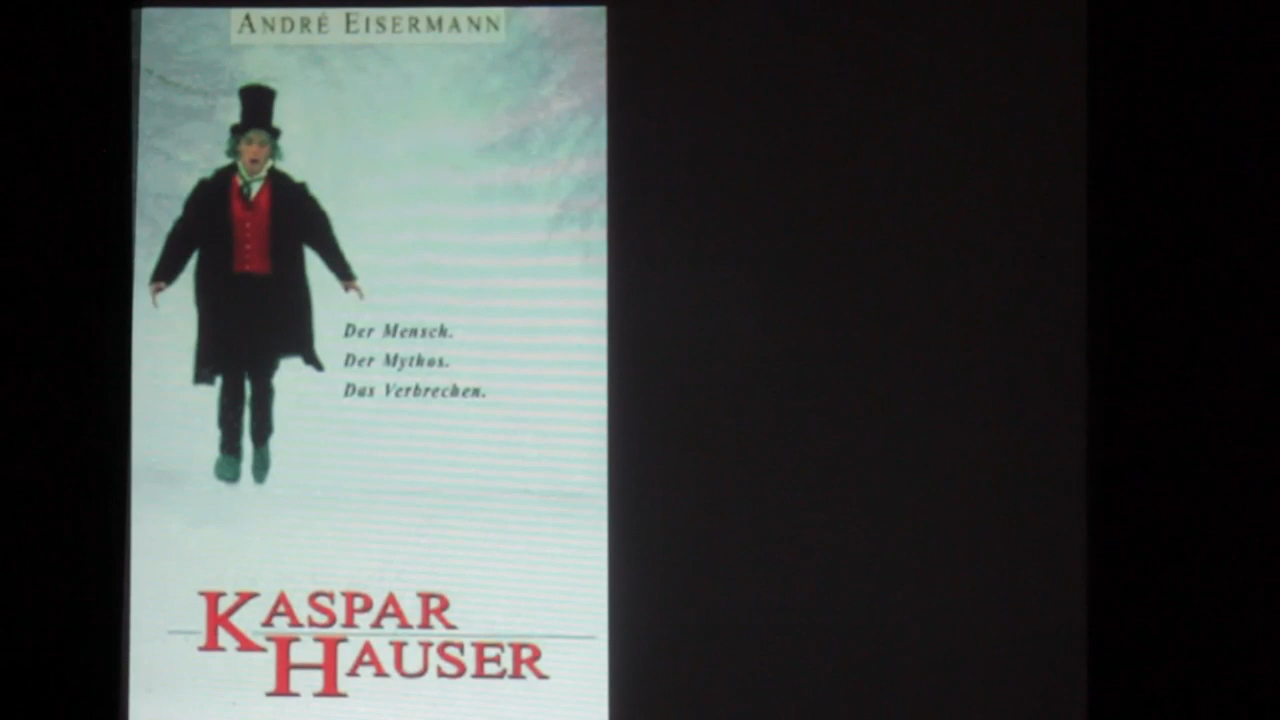 ANDRÉ EISERMANN
Der Mensch.
Der Mythos.
Das Verbrechen.
KASPAR
HAUSER